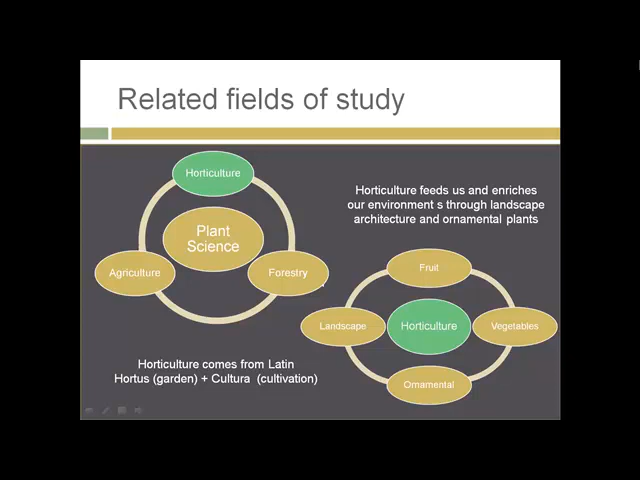 Related fields of study
Horticulture
Plant
Science
Agriculture
Forestry
Horticulture comes from Latin
Hortus (garden) + Cultura (cultivation)
Horticulture feeds us and enriches
our environment s through landscape
architecture and ornamental plants
Fruit
Landscape
Horticulture
Vegetables
Ornamental